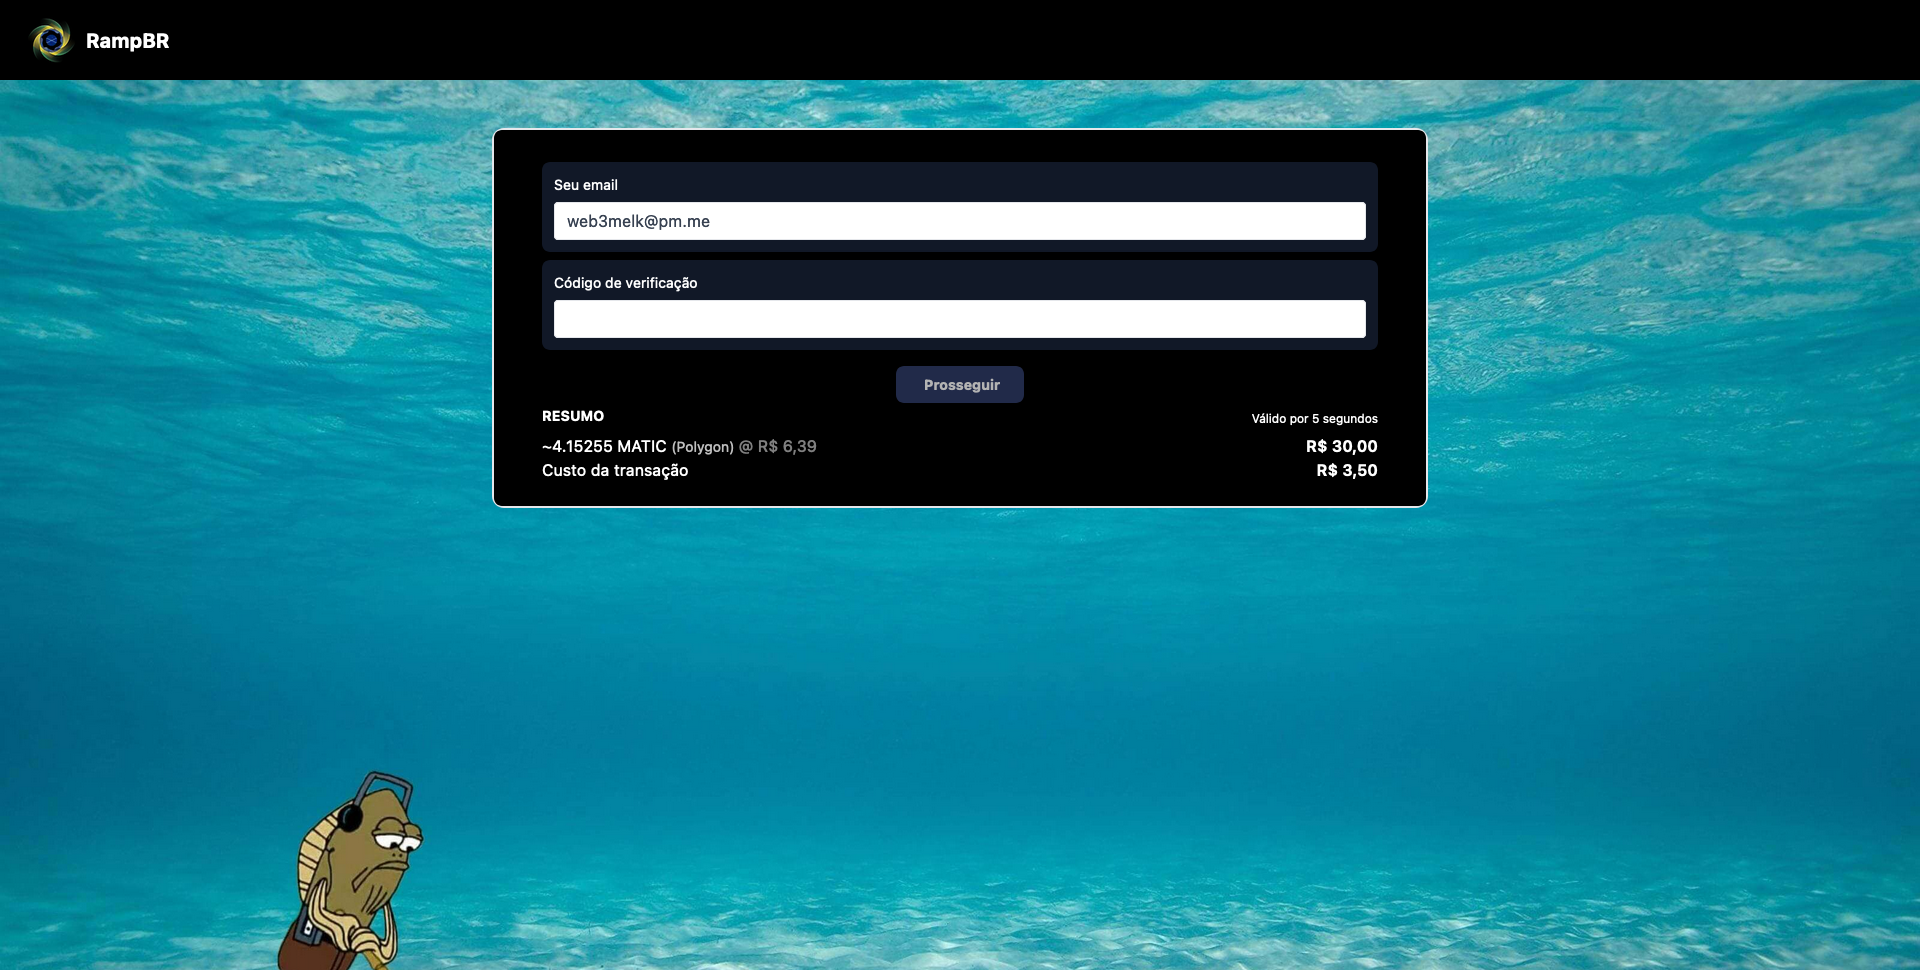 RampBR
Seu email
web3melk@pm.me
Código de verificação
Prosseguir
RESUMO
Válido por 5 segundos
~4.15255 MATIC (Polygon) @ R$ 6,39
R$ 30,00
Custo da transação
R$ 3,50